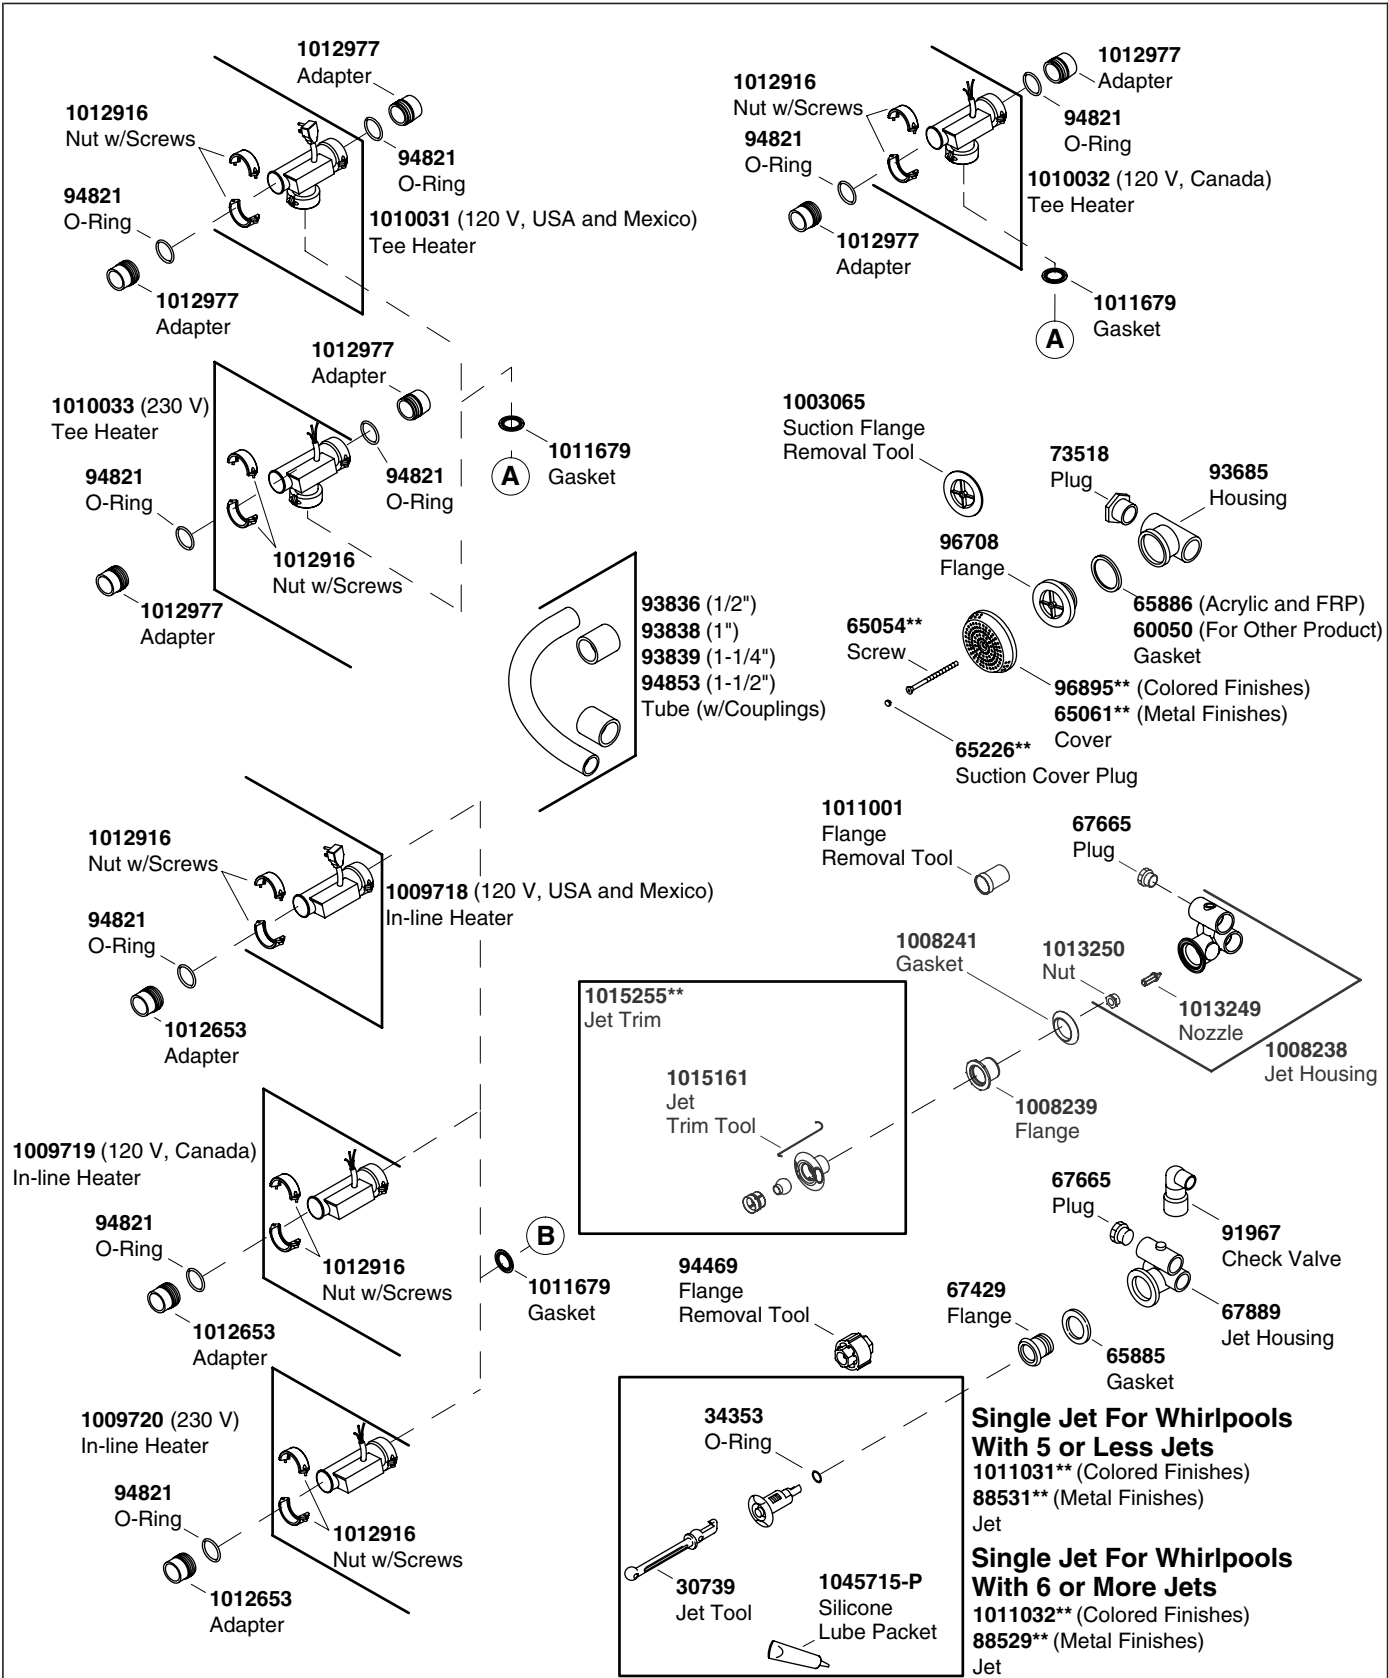 1012977
Adapter
1012916
Nut w/Screws
94821
O-Ring
94821
O-Ring
1010031 (120 V, USA and Mexico)
Tee Heater
1012977
Adapter
1012977
Adapter
1012916
Nut w/Screws
94821
O-Ring
94821
O-Ring
1010032 (120 V, Canada)
Tee Heater
1012977
Adapter
1011679
Gasket
A
1012977
Adapter
1010033 (230 V)
Tee Heater
94821
O-Ring
94821
O-Ring
1011679
Gasket
A
1012916
Nut w/Screws
1012977
Adapter
1003065
Suction Flange
Removal Tool
73518
Plug
93685
Housing
96708
Flange
65886 (Acrylic and FRP)
60050 (For Other Product)
Gasket
65054**
Screw
96895** (Colored Finishes)
65061** (Metal Finishes)
Cover
65226**
Suction Cover Plug
93836 (1/2")
93838 (1")
93839 (1-1/4")
94853 (1-1/2")
Tube (w/Couplings)
1012916
Nut w/Screws
1009718 (120 V, USA and Mexico)
In-line Heater
94821
O-Ring
1012653
Adapter
1011001
Flange
Removal Tool
67665
Plug
1008241
Gasket
1013250
Nut
1013249
Nozzle
1008238
Jet Housing
1015255**
Jet Trim
1015161
Jet
Trim Tool
1008239
Flange
1009719 (120 V, Canada)
In-line Heater
94821
O-Ring
1012916
Nut w/Screws
1012653
Adapter
B
1011679
Gasket
67665
Plug
91967
Check Valve
67889
Jet Housing
94469
Flange
Removal Tool
67429
Flange
65885
Gasket
1009720 (230 V)
In-line Heater
94821
O-Ring
1012916
Nut w/Screws
1012653
Adapter
34353
O-Ring
30739
Jet Tool
1045715-P
Silicone
Lube Packet
Single Jet For Whirlpools
With 5 or Less Jets
1011031** (Colored Finishes)
88531** (Metal Finishes)
Jet
Single Jet For Whirlpools
With 6 or More Jets
1011032** (Colored Finishes)
88529** (Metal Finishes)
Jet